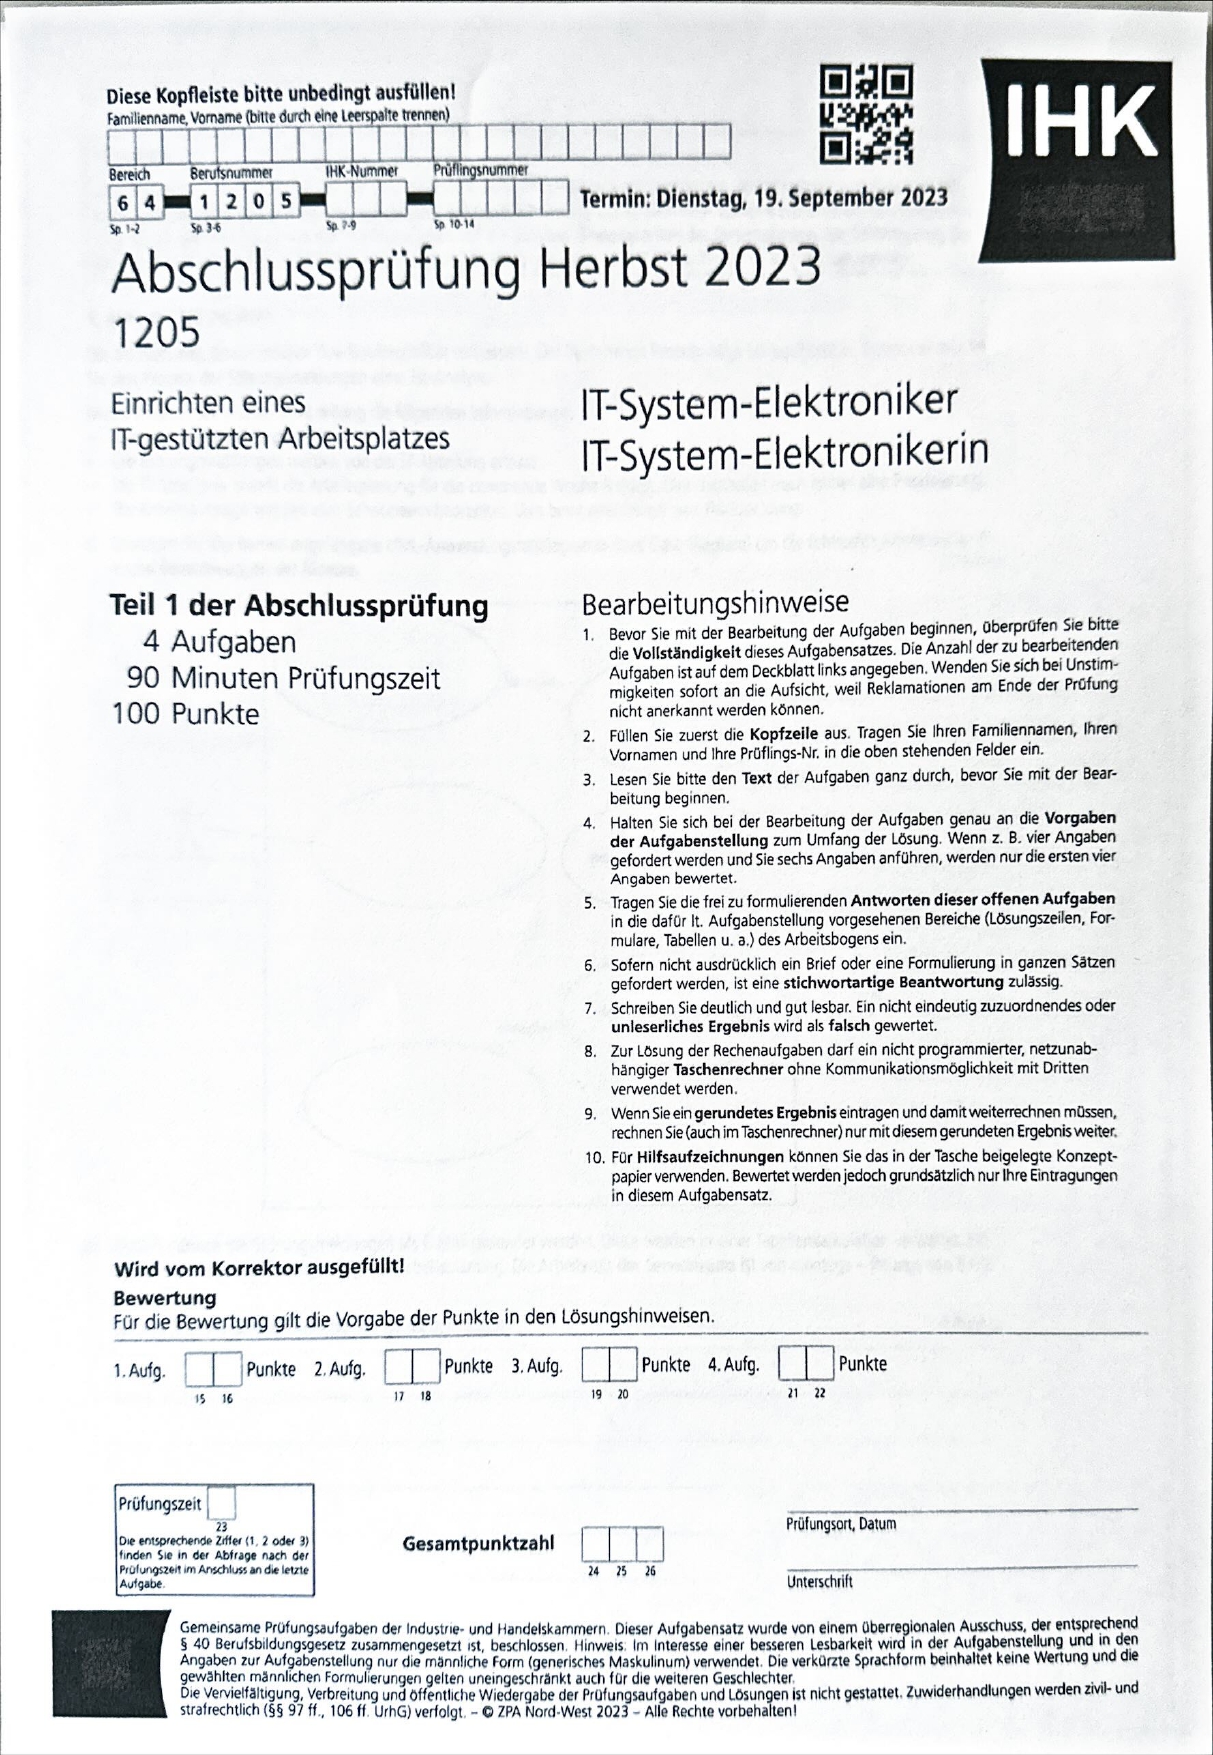 Diese Kopfleiste bitte unbedingt ausfüllen!
Familienname, Vorname (bitte durch eine Leerspalte trennen)
Bereich Berufsnummer IHK-Nummer Prüflingsnummer
6 4 1 2 0 5
Sp. 1-2 Sp. 3-6 Sp. 7-9 Sp. 10-14
Termin: Dienstag, 19. September 2023
IHK
Abschlussprüfung Herbst 2023
1205
Einrichten eines
IT-gestützten Arbeitsplatzes
IT-System-Elektroniker
IT-System-Elektronikerin
Teil 1 der Abschlussprüfung
4 Aufgaben
90 Minuten Prüfungszeit
100 Punkte
Bearbeitungshinweise
1. Bevor Sie mit der Bearbeitung der Aufgaben beginnen, überprüfen Sie bitte
die Vollständigkeit dieses Aufgabensatzes. Die Anzahl der zu bearbeitenden
Aufgaben ist auf dem Deckblatt links angegeben. Wenden Sie sich bei Unstim-
migkeiten sofort an die Aufsicht, weil Reklamationen am Ende der Prüfung
nicht anerkannt werden können.
2. Füllen Sie zuerst die Kopfzeile aus. Tragen Sie Ihren Familiennamen, Ihren
Vornamen und Ihre Prüflings-Nr. in die oben stehenden Felder ein.
3. Lesen Sie bitte den Text der Aufgaben ganz durch, bevor Sie mit der Bear-
beitung beginnen.
4. Halten Sie sich bei der Bearbeitung der Aufgaben genau an die Vorgaben
der Aufgabenstellung zum Umfang der Lösung. Wenn z. B. vier Angaben
gefordert werden und Sie sechs Angaben anführen, werden nur die ersten vier
Angaben bewertet.
5. Tragen Sie die frei zu formulierenden Antworten dieser offenen Aufgaben
in die dafür lt. Aufgabenstellung vorgesehenen Bereiche (Lösungszeilen, For-
mulare, Tabellen u. a.) des Arbeitsbogens ein.
6. Sofern nicht ausdrücklich ein Brief oder eine Formulierung in ganzen Sätzen
gefordert werden, ist eine stichwortartige Beantwortung zulässig.
7. Schreiben Sie deutlich und gut lesbar. Ein nicht eindeutig zuzuordnendes oder
unleserliches Ergebnis wird als falsch gewertet.
8. Zur Lösung der Rechenaufgaben darf ein nicht programmierter, netzunab-
hängiger Taschenrechner ohne Kommunikationsmöglichkeit mit Dritten
verwendet werden.
9. Wenn Sie ein gerundetes Ergebnis eintragen und damit weiterrechnen müssen,
rechnen Sie (auch im Taschenrechner) nur mit diesem gerundeten Ergebnis weiter.
10. Für Hilfsaufzeichnungen können Sie das in der Tasche beigelegte Konzept-
papier verwenden. Bewertet werden jedoch grundsätzlich nur Ihre Eintragungen
in diesem Aufgabensatz.
Wird vom Korrektor ausgefüllt!
Bewertung
Für die Bewertung gilt die Vorgabe der Punkte in den Lösungshinweisen.
1. Aufg. Punkte 2. Aufg. Punkte 3. Aufg. Punkte 4. Aufg. Punkte
15 16 17 18 19 20 21 22
Prüfungszeit
23
Die entsprechende Ziffer (1, 2 oder 3)
finden Sie in der Abfrage nach der
Prüfungszeit im Anschluss an die letzte
Aufgabe.
Gesamtpunktzahl
24 25 26
Prüfungsort, Datum
Unterschrift
Gemeinsame Prüfungsaufgaben der Industrie- und Handelskammern. Dieser Aufgabensatz wurde von einem überregionalen Ausschuss, der entsprechend
§ 40 Berufsbildungsgesetz zusammengesetzt ist, beschlossen. Hinweis: Im Interesse einer besseren Lesbarkeit wird in der Aufgabenstellung und in den
Angaben zur Aufgabenstellung nur die männliche Form (generisches Maskulinum) verwendet. Die verkürzte Sprachform beinhaltet keine Wertung und die
gewählten männlichen Formulierungen gelten uneingeschränkt auch für die weiteren Geschlechter.
Die Vervielfältigung, Verbreitung und öffentliche Wiedergabe der Prüfungsaufgaben und Lösungen ist nicht gestattet. Zuwiderhandlungen werden zivil- und
strafrechtlich (§§ 97 ff., 106 ff. UrhG) verfolgt. – © ZPA Nord-West 2023 – Alle Rechte vorbehalten!